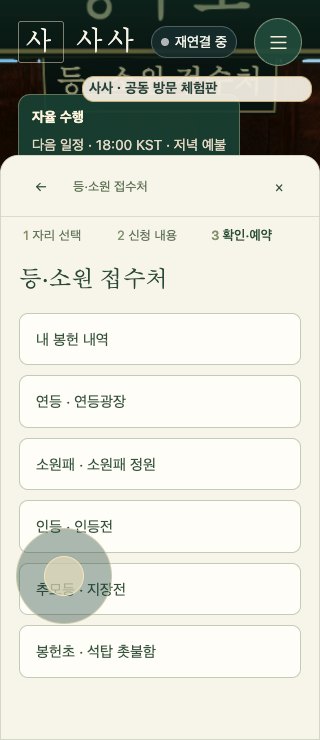 사 사사
재연결 중
사사 · 공동 방문 체험판
자율 수행
다음 일정 · 18:00 KST · 저녁 예불
← 등·소원 접수처 ×
1 자리 선택 2 신청 내용 3 확인·예약
등·소원 접수처
내 봉헌 내역
연등 · 연등광장
소원패 · 소원패 정원
인등 · 인등전
추모등 · 지장전
봉헌초 · 석탑 촛불함